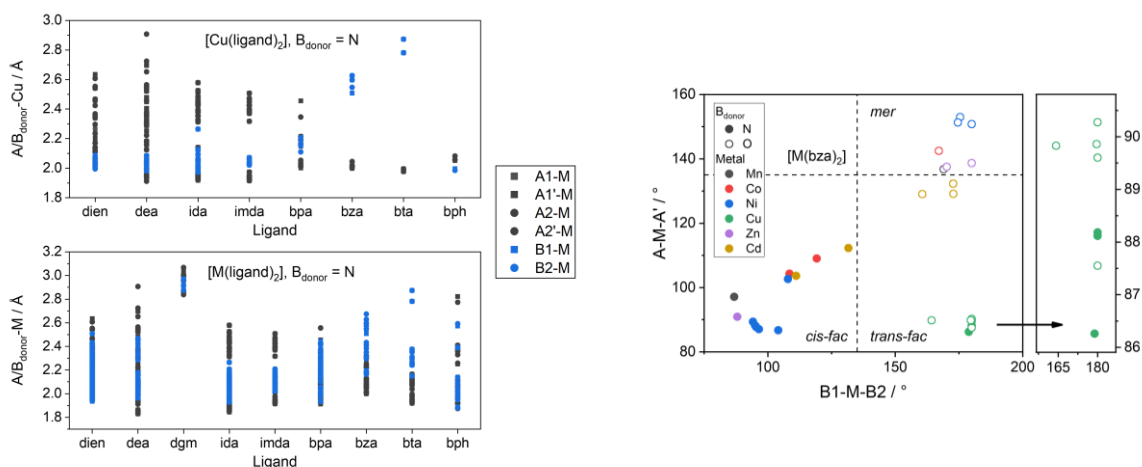 A/B_donor-Cu / Å
3.0
2.8
2.6
2.4
2.2
2.0
1.8
[Cu(ligand)₂], B_donor = N
dien dea ida imda bpa bza bta bph
Ligand
A/B_donor-M / Å
3.2
3.0
2.8
2.6
2.4
2.2
2.0
1.8
[M(ligand)₂], B_donor = N
dien dea dgm ida imda bpa bza bta bph
Ligand
A1-M
A1'-M
A2-M
A2'-M
B1-M
B2-M
A-M-A' / °
160
140
120
100
80
B_donor
N
O
Metal
Mn
Co
Ni
Cu
Zn
Cd
mer
[M(bza)₂]
cis-fac
trans-fac
100 150 200
B1-M-B2 / °
90
89
88
87
86
165 180